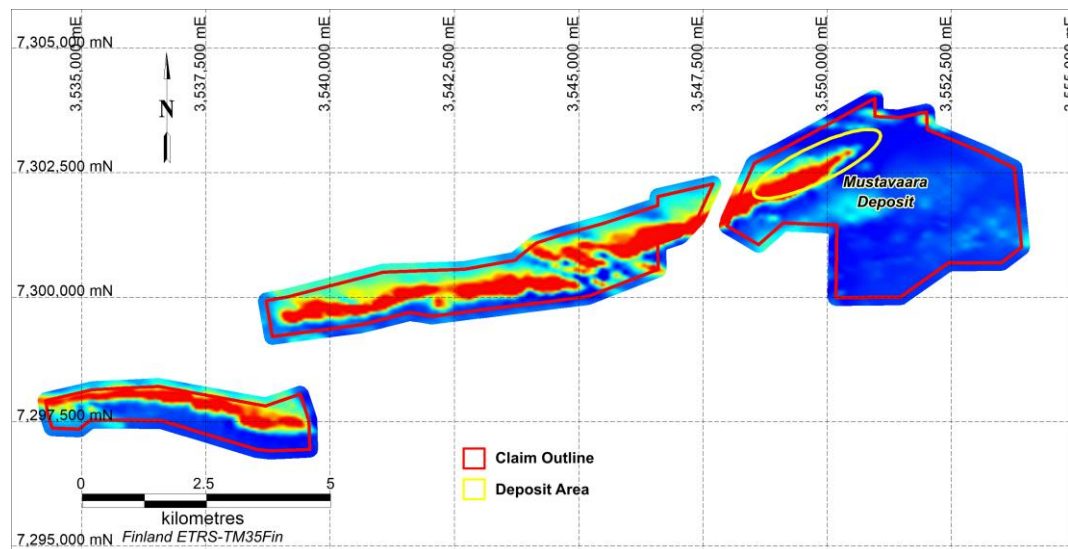 7,305,000 mN
3,535,000 mE
3,537,500 mE
3,540,000 mE
3,542,500 mE
3,545,000 mE
3,547,500 mE
3,550,000 mE
3,552,500 mE
N
7,302,500 mN
Mustavaara
Deposit
7,300,000 mN
7,297,500 mN
Claim Outline
Deposit Area
0 2.5 5
kilometres
Finland ETRS-TM35Fin
7,295,000 mN